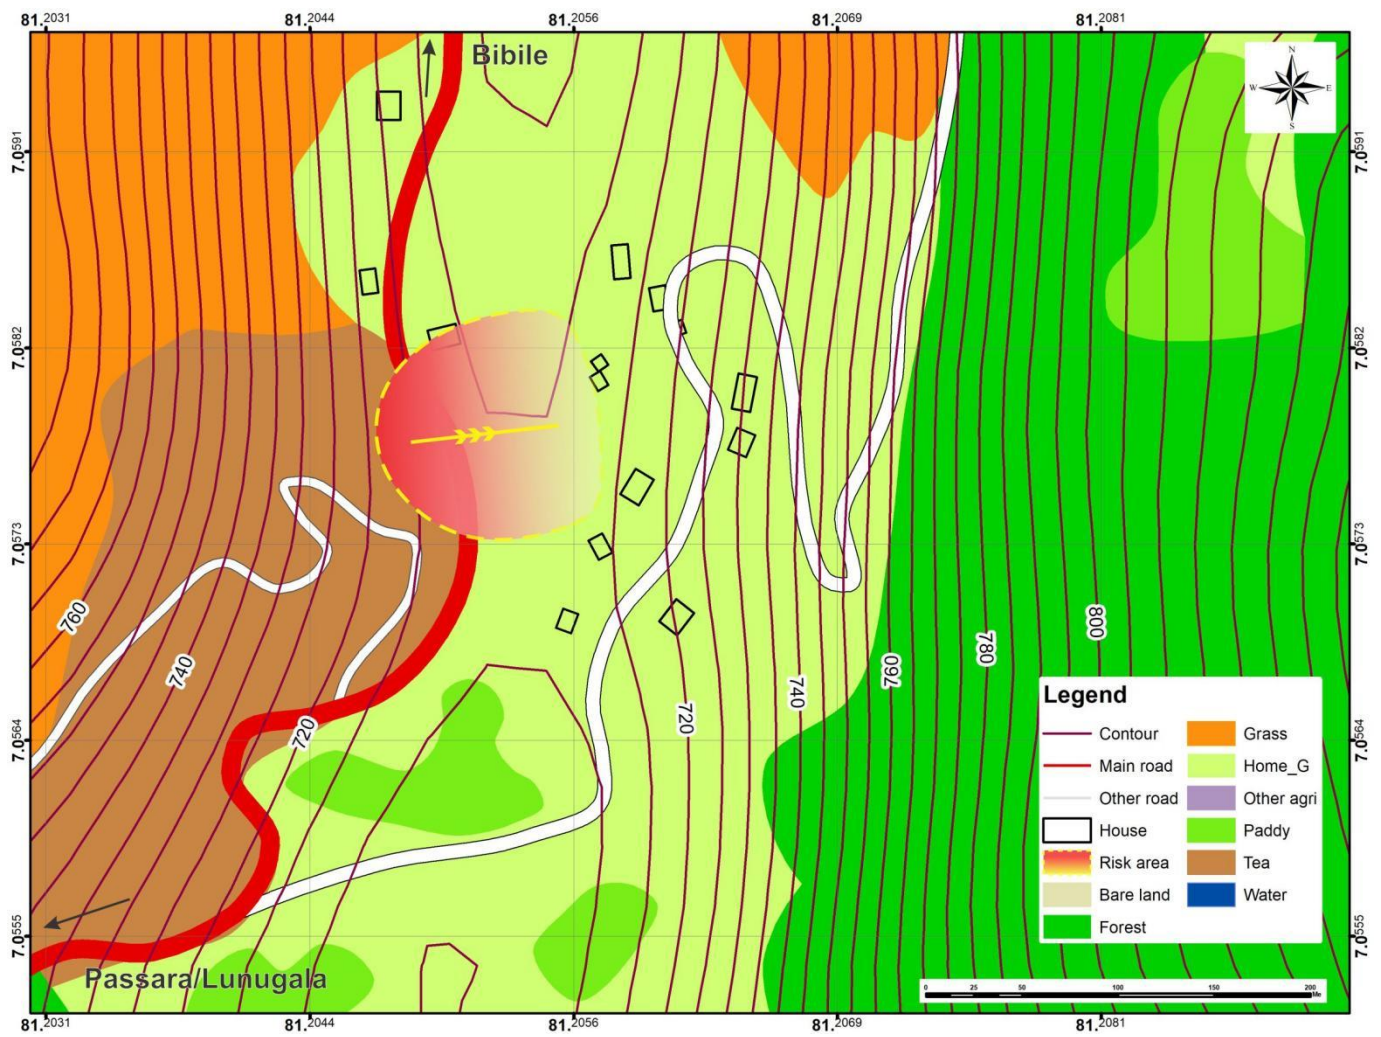 81.2031 81.2044 81.2056 81.2069 81.2081
Bibile
N
W E
S
7.0591 7.0591
7.0582 7.0582
7.0573 7.0573
760
740
720
720
740
760
780
800
7.0564 7.0564
Legend
Contour Grass
Main road Home_G
Other road Other agri
House Paddy
Risk area Tea
Bare land Water
Forest
7.0555 7.0555
Passara/Lunugala
0 25 50 100 150 200
Me
81.2031 81.2044 81.2056 81.2069 81.2081